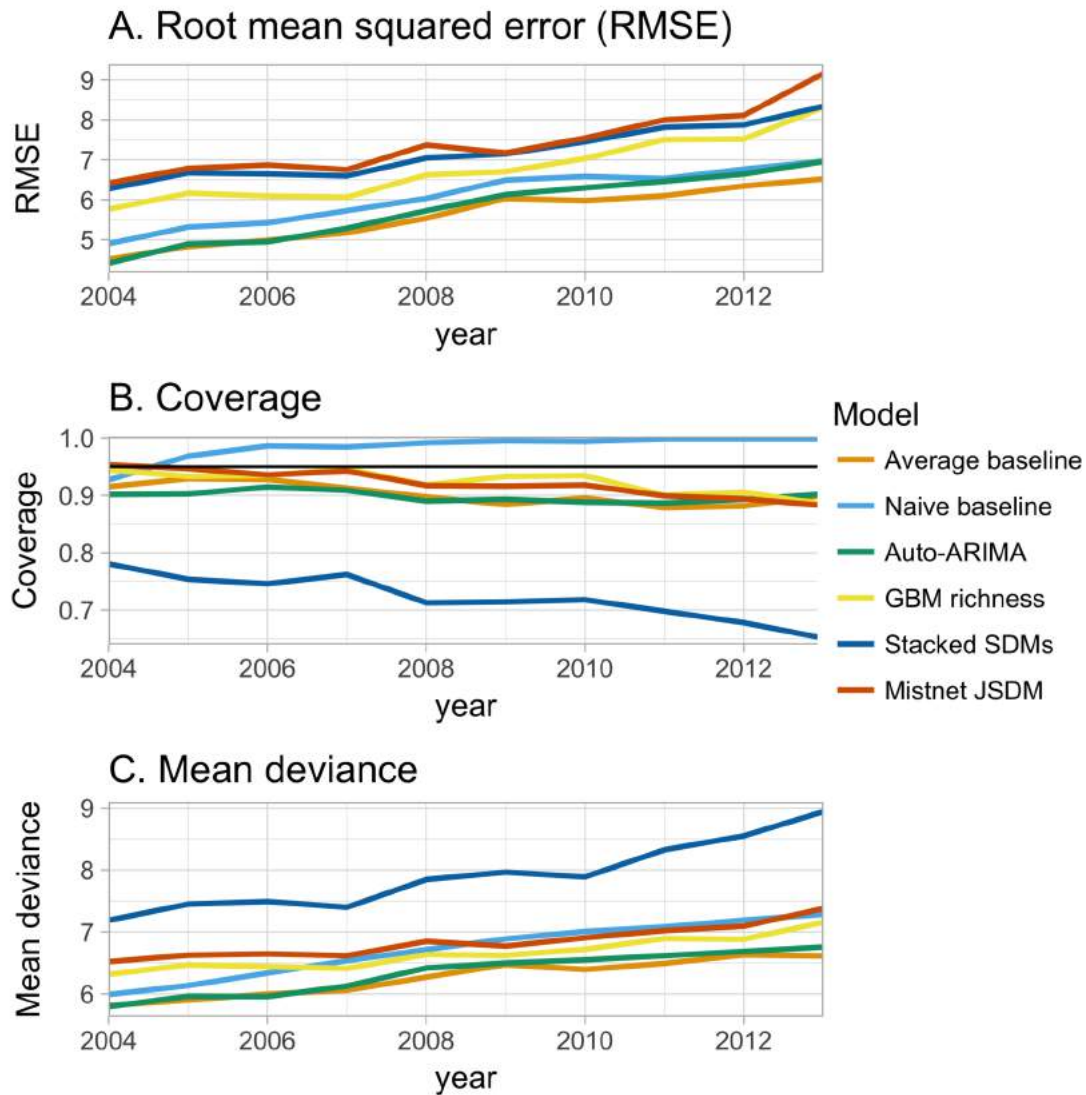 A. Root mean squared error (RMSE)
9
8
7
6
5
RMSE
2004 2006 2008 2010 2012
year
B. Coverage
1.0
0.9
0.8
0.7
Coverage
2004 2006 2008 2010 2012
year
Model
Average baseline
Naive baseline
Auto-ARIMA
GBM richness
Stacked SDMs
Mistnet JSDM
C. Mean deviance
9
8
7
6
Mean deviance
2004 2006 2008 2010 2012
year